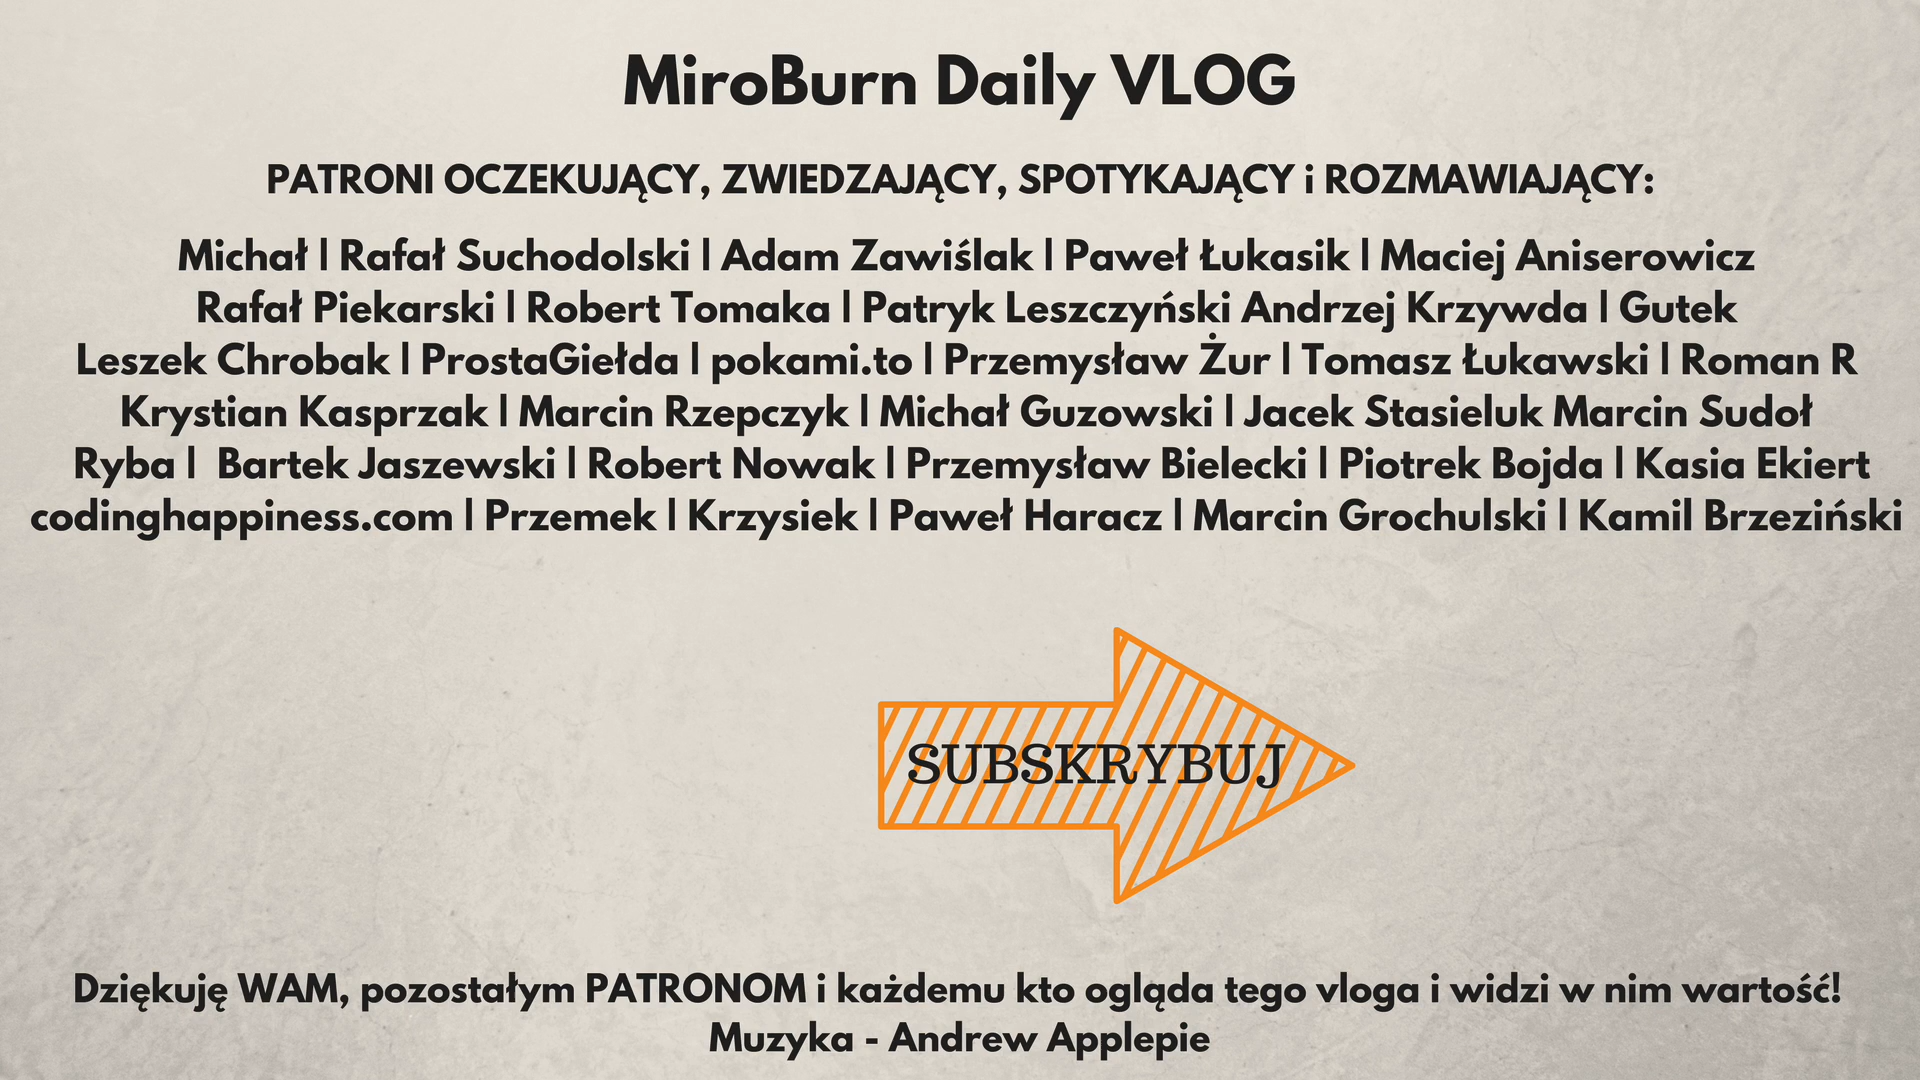 MiroBurn Daily VLOG
PATRONI OCZEKUJĄCY, ZWIEDZAJĄCY, SPOTYKAJĄCY i ROZMAWIAJĄCY:
Michał | Rafał Suchodolski | Adam Zawiślak | Paweł Łukasik | Maciej Aniserowicz
Rafał Piekarski | Robert Tomaka | Patryk Leszczyński Andrzej Krzywda | Gutek
Leszek Chrobak | ProstaGiełda | pokami.to | Przemysław Żur | Tomasz Łukawski | Roman R
Krystian Kasprzak | Marcin Rzepczyk | Michał Guzowski | Jacek Stasieluk Marcin Sudoł
Ryba |  Bartek Jaszewski | Robert Nowak | Przemysław Bielecki | Piotrek Bojda | Kasia Ekiert
codinghappiness.com | Przemek | Krzysiek | Paweł Haracz | Marcin Grochulski | Kamil Brzeziński
SUBSKRYBUJ
Dziękuję WAM, pozostałym PATRONOM i każdemu kto ogląda tego vloga i widzi w nim wartość!
Muzyka - Andrew Applepie